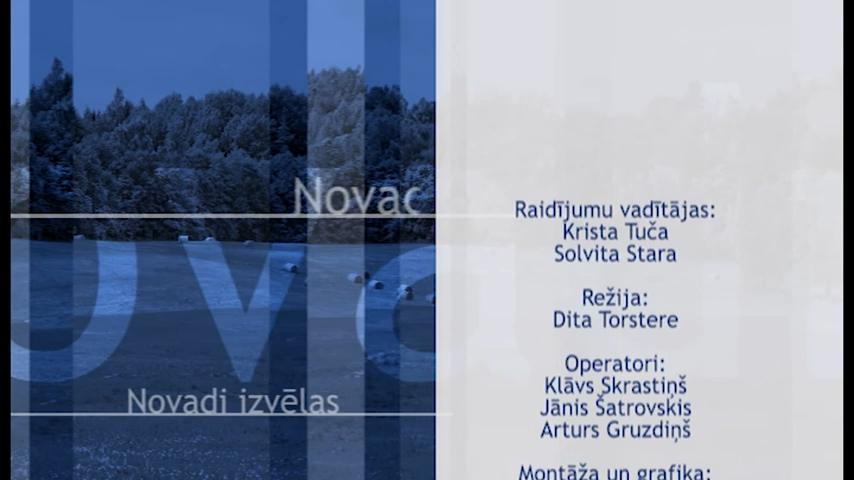 Novac
Novadi izvēlas
Raidījumu vadītājas:
Krista Tuča
Solvita Stara
Režija:
Dita Torstere
Operatori:
Klāvs Skrastiņš
Jānis Šatrovskis
Arturs Gruzdiņš
Montāža un grafika: